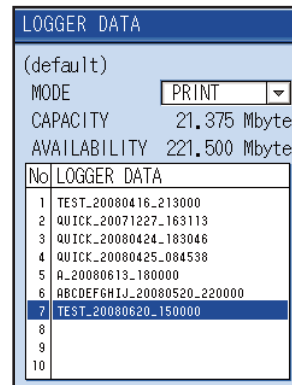 LOGGER DATA
(default)
MODE PRINT
CAPACITY 21.375 Mbyte
AVAILABILITY 221.500 Mbyte
No LOGGER DATA
1 TEST_20080416_213000
2 QUICK_20071227_163113
3 QUICK_20080424_183046
4 QUICK_20080425_084538
5 A_20080613_180000
6 ABCDEFGHIJ_20080520_220000
7 TEST_20080620_150000
8
9
10